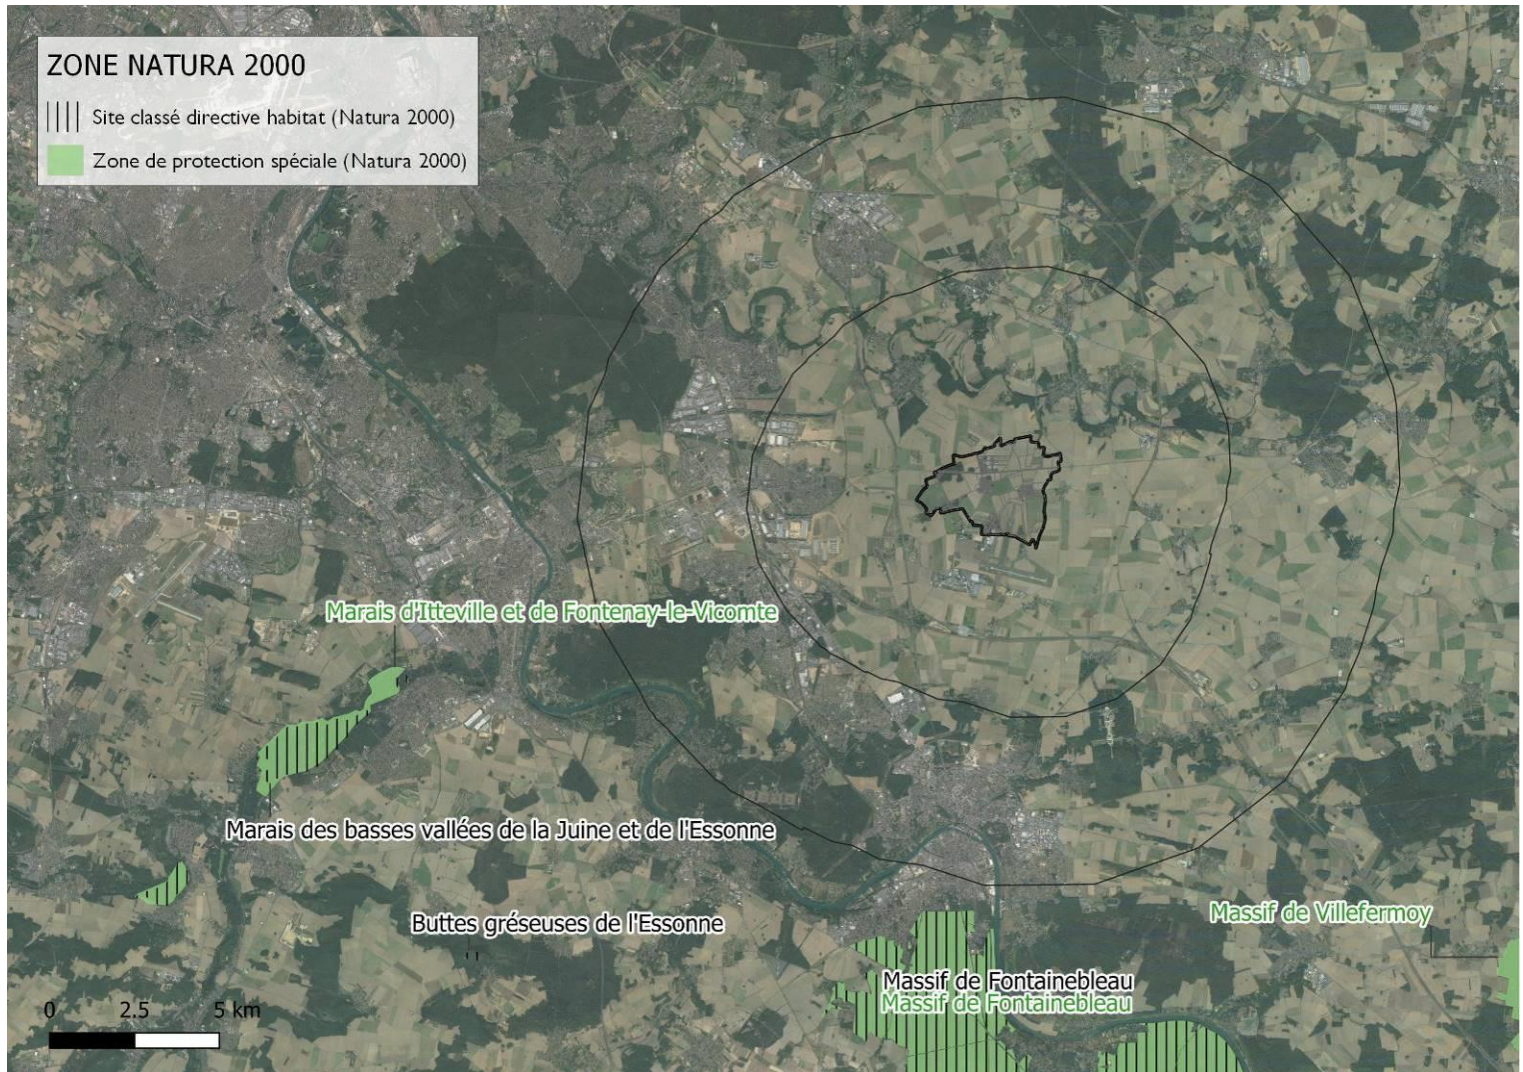 ZONE NATURA 2000
Site classé directive habitat (Natura 2000)
Zone de protection spéciale (Natura 2000)
Marais d'Itteville et de Fontenay-le-Vicomte
Marais des basses vallées de la Juine et de l'Essonne
Buttes gréseuses de l'Essonne
Massif de Villefermoy
Massif de Fontainebleau
Massif de Fontainebleau
0 2.5 5 km